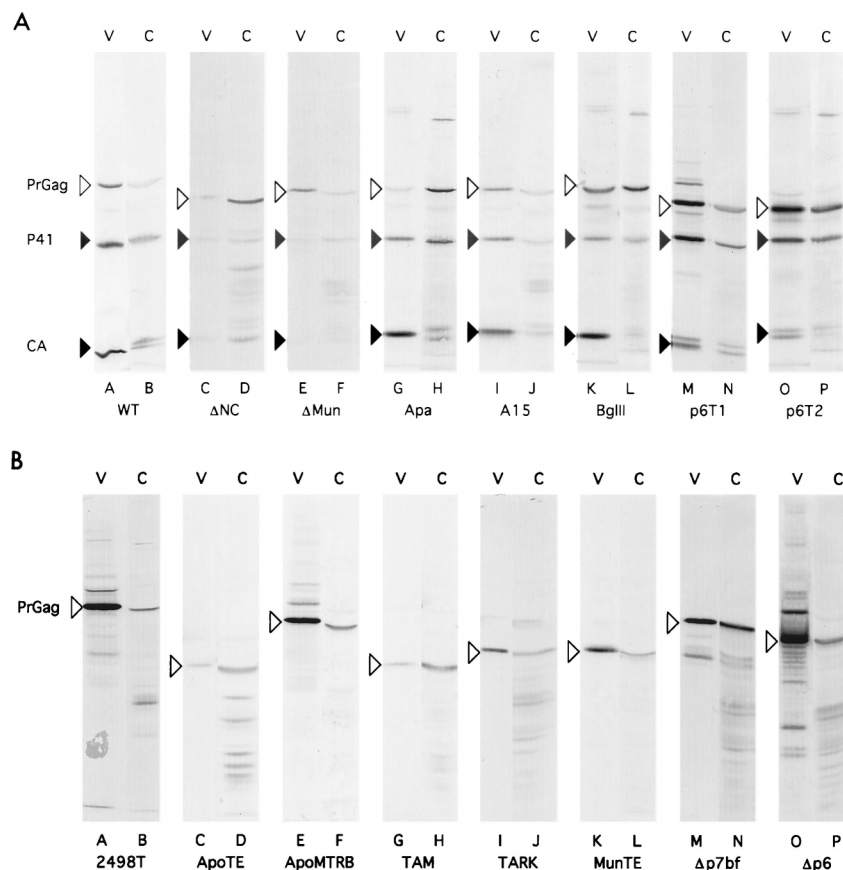 A
V C V C V C V C V C V C V C V C
PrGag
P41
CA
A B C D E F G H I J K L M N O P
WT ΔNC ΔMun Apa A15 BglII p6T1 p6T2
B
V C V C V C V C V C V C V C V C
PrGag
A B C D E F G H I J K L M N O P
2498T ApoTE ApoMTRB TAM TARK MunTE Δp7bf Δp6